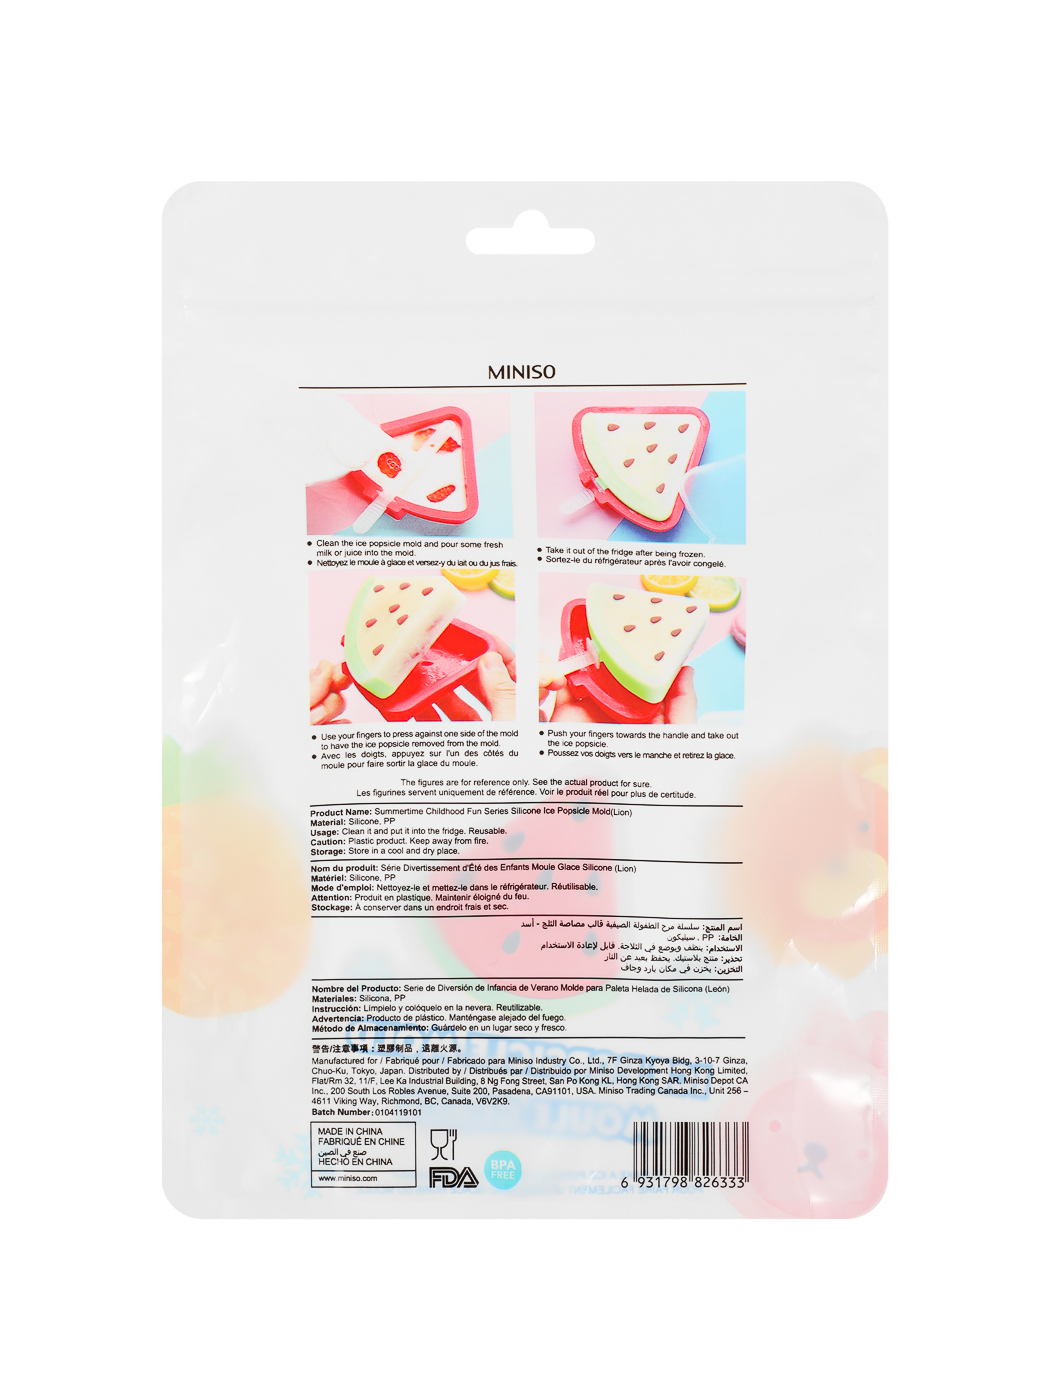 MINISO
Clean the ice popsicle mold and pour some fresh
milk or juice into the mold.
Nettoyez le moule à glace et versez-y du lait ou du jus frais.
Take it out of the fridge after being frozen.
Sortez-le du réfrigérateur après l'avoir congelé.
Use your fingers to press against one side of the mold
to have the ice popsicle removed from the mold.
Avec les doigts, appuyez sur l'un des côtés du
moule pour faire sortir la glace du moule.
Push your fingers towards the handle and take out
the ice popsicle.
Poussez vos doigts vers le manche et retirez la glace.
The figures are for reference only. See the actual product for sure.
Les figurines servent uniquement de référence. Voir le produit réel pour plus de certitude.
Product Name: Summertime Childhood Fun Series Silicone Ice Popsicle Mold(Lion)
Material: Silicone, PP
Usage: Clean it and put it into the fridge. Reusable.
Caution: Plastic product. Keep away from fire.
Storage: Store in a cool and dry place.
Nom du produit: Série Divertissement d'Été des Enfants Moule Glace Silicone (Lion)
Matériel: Silicone, PP
Mode d'emploi: Nettoyez-le et mettez-le dans le réfrigérateur. Réutilisable.
Attention: Produit en plastique. Maintenir éloigné du feu.
Stockage: À conserver dans un endroit frais et sec.
اسم المنتج: سلسلة مرح الطفولة الصيفية قالب مصاصة الثلج - أسد
الخامة: PP , سيليكون
الاستخدام: ينظف ويوضع في الثلاجة. قابل لإعادة الاستخدام
تحذير: منتج بلاستيك. يحفظ بعيد عن النار
التخزين: يخزن في مكان بارد وجاف
Nombre del Producto: Serie de Diversión de Infancia de Verano Molde para Paleta Helada de Silicona (León)
Materiales: Silicona, PP
Instrucción: Límpielo y colóquelo en la nevera. Reutilizable.
Advertencia: Producto de plástico. Manténgase alejado del fuego.
Método de Almacenamiento: Guárdelo en un lugar seco y fresco.
警告/注意事項：塑膠制品，遠離火源。
Manufactured for / Fabriqué pour / Fabricado para Miniso Industry Co., Ltd., 7F Ginza Kyoya Bldg, 3-10-7 Ginza,
Chuo-Ku, Tokyo, Japan. Distributed by / Distribués par / Distribuido por Miniso Development Hong Kong Limited,
Flat/Rm 32, 11/F, Lee Ka Industrial Building, 8 Ng Fong Street, San Po Kong KL, Hong Kong SAR. Miniso Depot CA
Inc., 200 South Los Robles Avenue, Suite 200, Pasadena, CA91101, USA. Miniso Trading Canada Inc., Unit 256 –
4611 Viking Way, Richmond, BC, Canada, V6V2K9.
Batch Number: 0104119101
MADE IN CHINA
FABRIQUÉ EN CHINE
صنع في الصين
HECHO EN CHINA
www.miniso.com
FDA
BPA
FREE
6 931798 826333